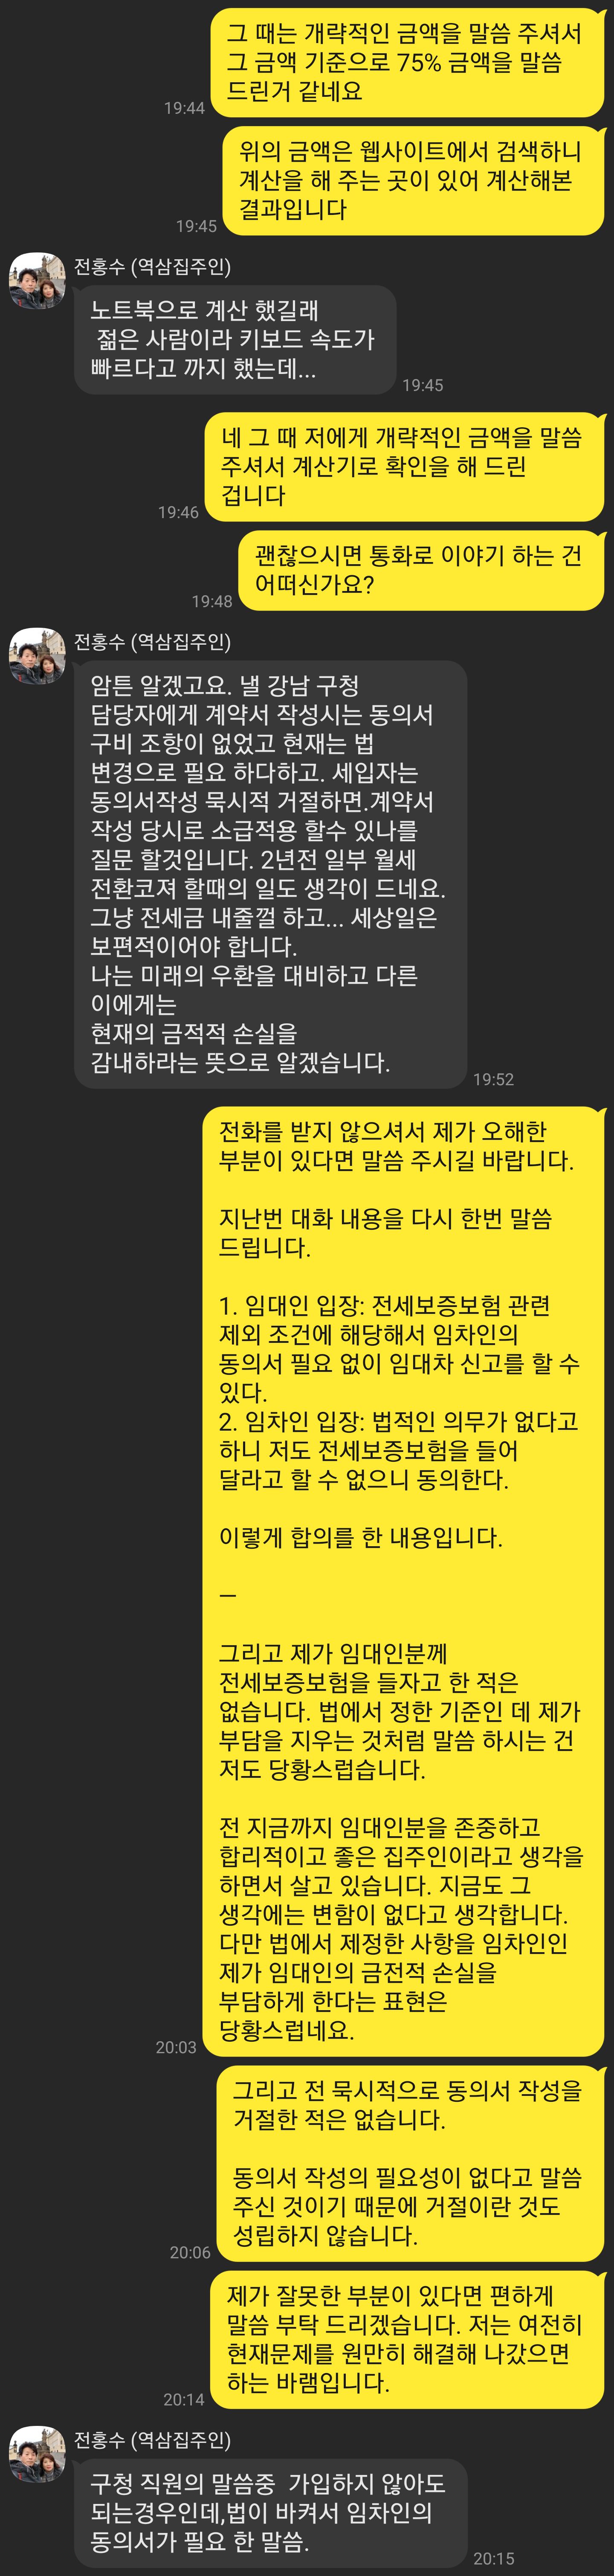 그 때는 개략적인 금액을 말씀 주셔서
그 금액 기준으로 75% 금액을 말씀
드린거 같네요
19:44
위의 금액은 웹사이트에서 검색하니
계산을 해 주는 곳이 있어 계산해본
결과입니다
19:45
전홍수 (역삼집주인)
노트북으로 계산 했길래
젊은 사람이라 키보드 속도가
빠르다고 까지 했는데...
19:45
네 그 때 저에게 개략적인 금액을 말씀
주셔서 계산기로 확인을 해 드린
겁니다
19:46
괜찮으시면 통화로 이야기 하는 건
어떠신가요?
19:48
전홍수 (역삼집주인)
암튼 알겠고요. 낼 강남 구청
담당자에게 계약서 작성시는 동의서
구비 조항이 없었고 현재는 법
변경으로 필요 하다하고. 세입자는
동의서작성 묵시적 거절하면.계약서
작성 당시로 소급적용 할수 있나를
질문 할것입니다. 2년전 일부 월세
전환코져 할때의 일도 생각이 드네요.
그냥 전세금 내줄껄 하고... 세상일은
보편적이어야 합니다.
나는 미래의 우환을 대비하고 다른
이에게는
현재의 금적적 손실을
감내하라는 뜻으로 알겠습니다.
19:52
전화를 받지 않으셔서 제가 오해한
부분이 있다면 말씀 주시길 바랍니다.
지난번 대화 내용을 다시 한번 말씀
드립니다.
1. 임대인 입장: 전세보증보험 관련
제외 조건에 해당해서 임차인의
동의서 필요 없이 임대차 신고를 할 수
있다.
2. 임차인 입장: 법적인 의무가 없다고
하니 저도 전세보증보험을 들어
달라고 할 수 없으니 동의한다.
이렇게 합의를 한 내용입니다.
—
그리고 제가 임대인분께
전세보증보험을 들자고 한 적은
없습니다. 법에서 정한 기준인 데 제가
부담을 지우는 것처럼 말씀 하시는 건
저도 당황스럽습니다.
전 지금까지 임대인분을 존중하고
합리적이고 좋은 집주인이라고 생각을
하면서 살고 있습니다. 지금도 그
생각에는 변함이 없다고 생각합니다.
다만 법에서 제정한 사항을 임차인인
제가 임대인의 금전적 손실을
부담하게 한다는 표현은
당황스럽네요.
20:03
그리고 전 묵시적으로 동의서 작성을
거절한 적은 없습니다.
동의서 작성의 필요성이 없다고 말씀
주신 것이기 때문에 거절이란 것도
성립하지 않습니다.
20:06
제가 잘못한 부분이 있다면 편하게
말씀 부탁 드리겠습니다. 저는 여전히
현재문제를 원만히 해결해 나갔으면
하는 바램입니다.
20:14
전홍수 (역삼집주인)
구청 직원의 말씀중 가입하지 않아도
되는경우인데,법이 바켜서 임차인의
동의서가 필요 한 말씀.
20:15